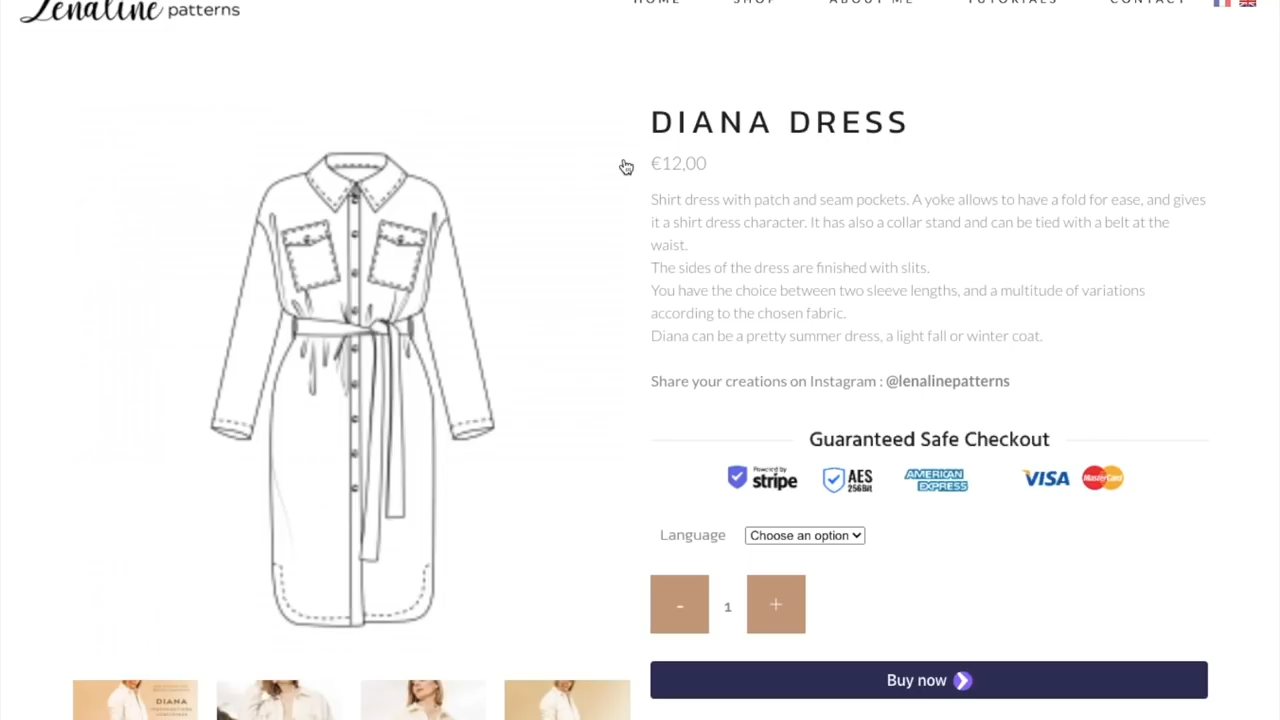 Lenaline patterns
HOME SHOP ABOUT ME TUTORIALS CONTACT
DIANA DRESS
€12,00
Shirt dress with patch and seam pockets. A yoke allows to have a fold for ease, and gives
it a shirt dress character. It has also a collar stand and can be tied with a belt at the
waist.
The sides of the dress are finished with slits.
You have the choice between two sleeve lengths, and a multitude of variations
according to the chosen fabric.
Diana can be a pretty summer dress, a light fall or winter coat.
Share your creations on Instagram : @lenalinepatterns
Guaranteed Safe Checkout
Powered by
stripe
AES
256Bit
AMERICAN
EXPRESS
VISA
MasterCard
Language Choose an option
- 1 +
Buy now
DIANA